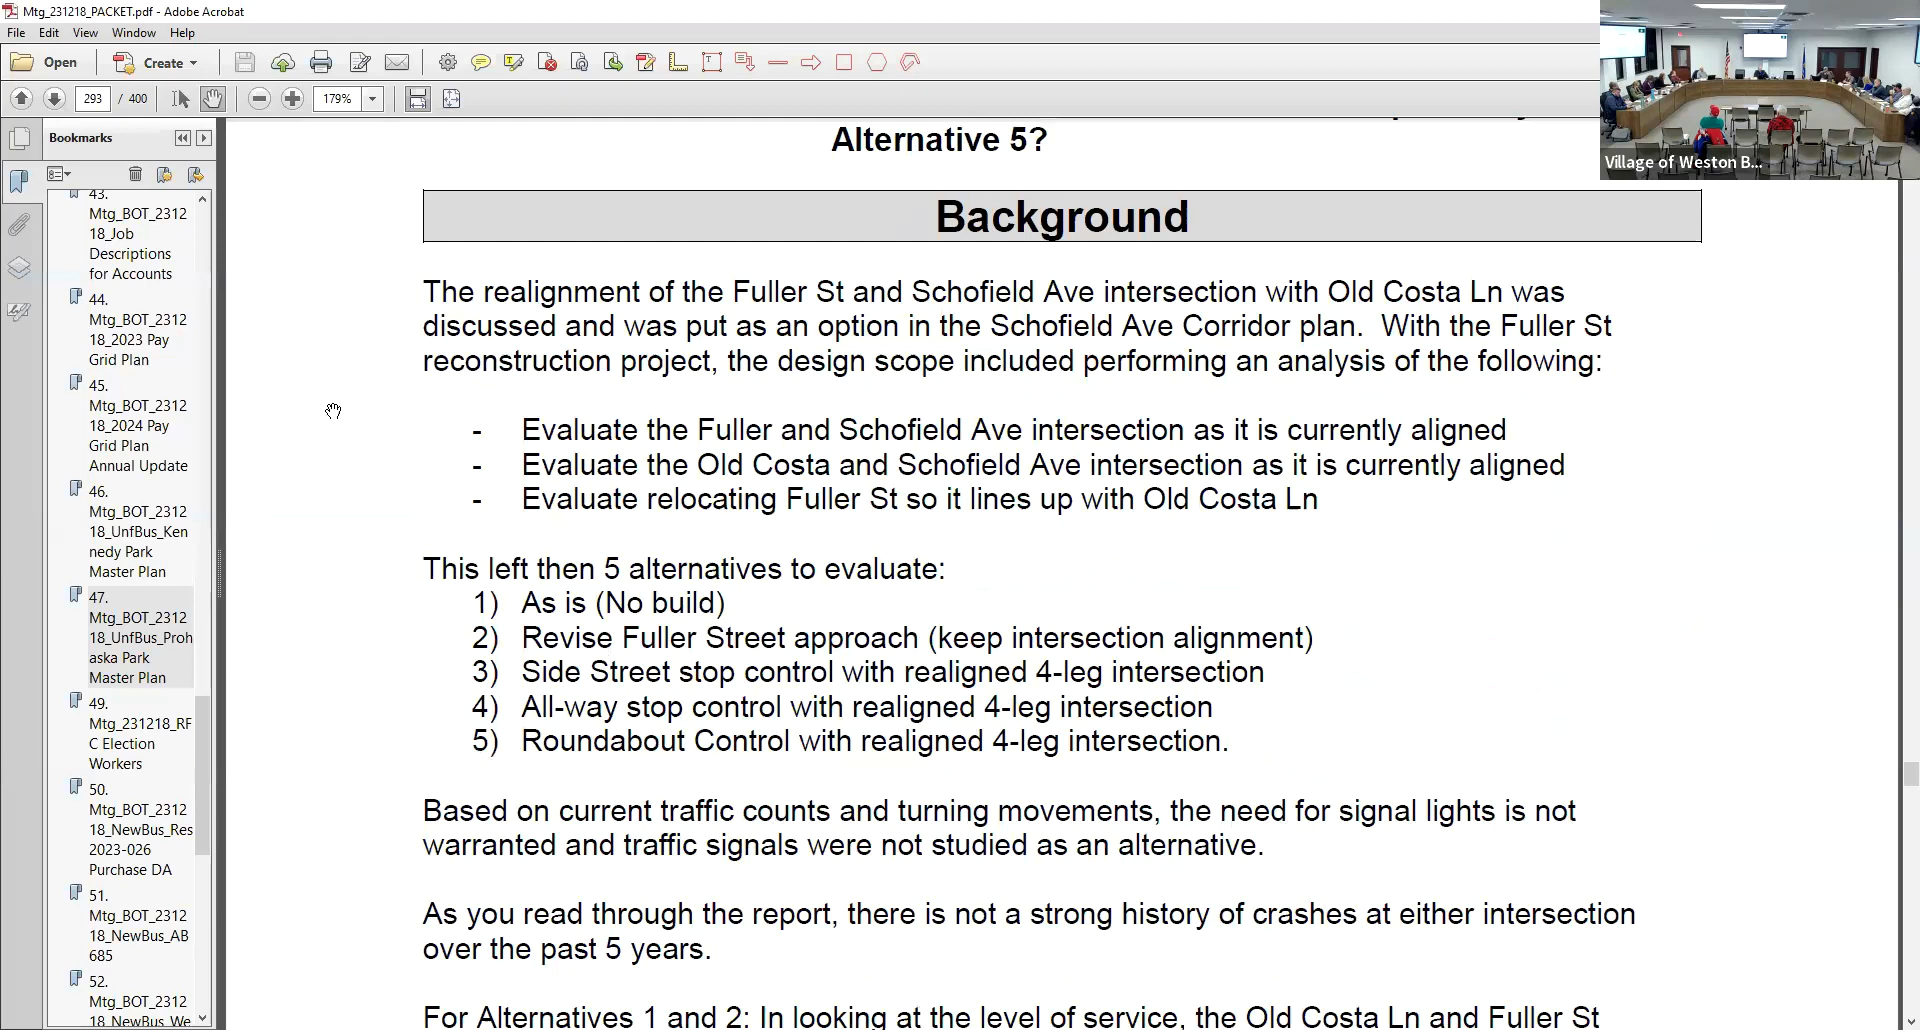 Mtg_231218_PACKET.pdf - Adobe Acrobat
File Edit View Window Help
Open Create
293 / 400 179%
Bookmarks
43.
Mtg_BOT_2312
18_Job
Descriptions
for Accounts
44.
Mtg_BOT_2312
18_2023 Pay
Grid Plan
45.
Mtg_BOT_2312
18_2024 Pay
Grid Plan
Annual Update
46.
Mtg_BOT_2312
18_UnfBus_Ken
nedy Park
Master Plan
47.
Mtg_BOT_2312
18_UnfBus_Proh
aska Park
Master Plan
49.
Mtg_231218_RF
C Election
Workers
50.
Mtg_BOT_2312
18_NewBus_Res
2023-026
Purchase DA
51.
Mtg_BOT_2312
18_NewBus_AB
685
52.
Mtg_BOT_2312
18_NewBus_We
Alternative 5?
Background
The realignment of the Fuller St and Schofield Ave intersection with Old Costa Ln was
discussed and was put as an option in the Schofield Ave Corridor plan. With the Fuller St
reconstruction project, the design scope included performing an analysis of the following:
- Evaluate the Fuller and Schofield Ave intersection as it is currently aligned
- Evaluate the Old Costa and Schofield Ave intersection as it is currently aligned
- Evaluate relocating Fuller St so it lines up with Old Costa Ln
This left then 5 alternatives to evaluate:
1) As is (No build)
2) Revise Fuller Street approach (keep intersection alignment)
3) Side Street stop control with realigned 4-leg intersection
4) All-way stop control with realigned 4-leg intersection
5) Roundabout Control with realigned 4-leg intersection.
Based on current traffic counts and turning movements, the need for signal lights is not
warranted and traffic signals were not studied as an alternative.
As you read through the report, there is not a strong history of crashes at either intersection
over the past 5 years.
For Alternatives 1 and 2: In looking at the level of service, the Old Costa Ln and Fuller St
Village of Weston B...